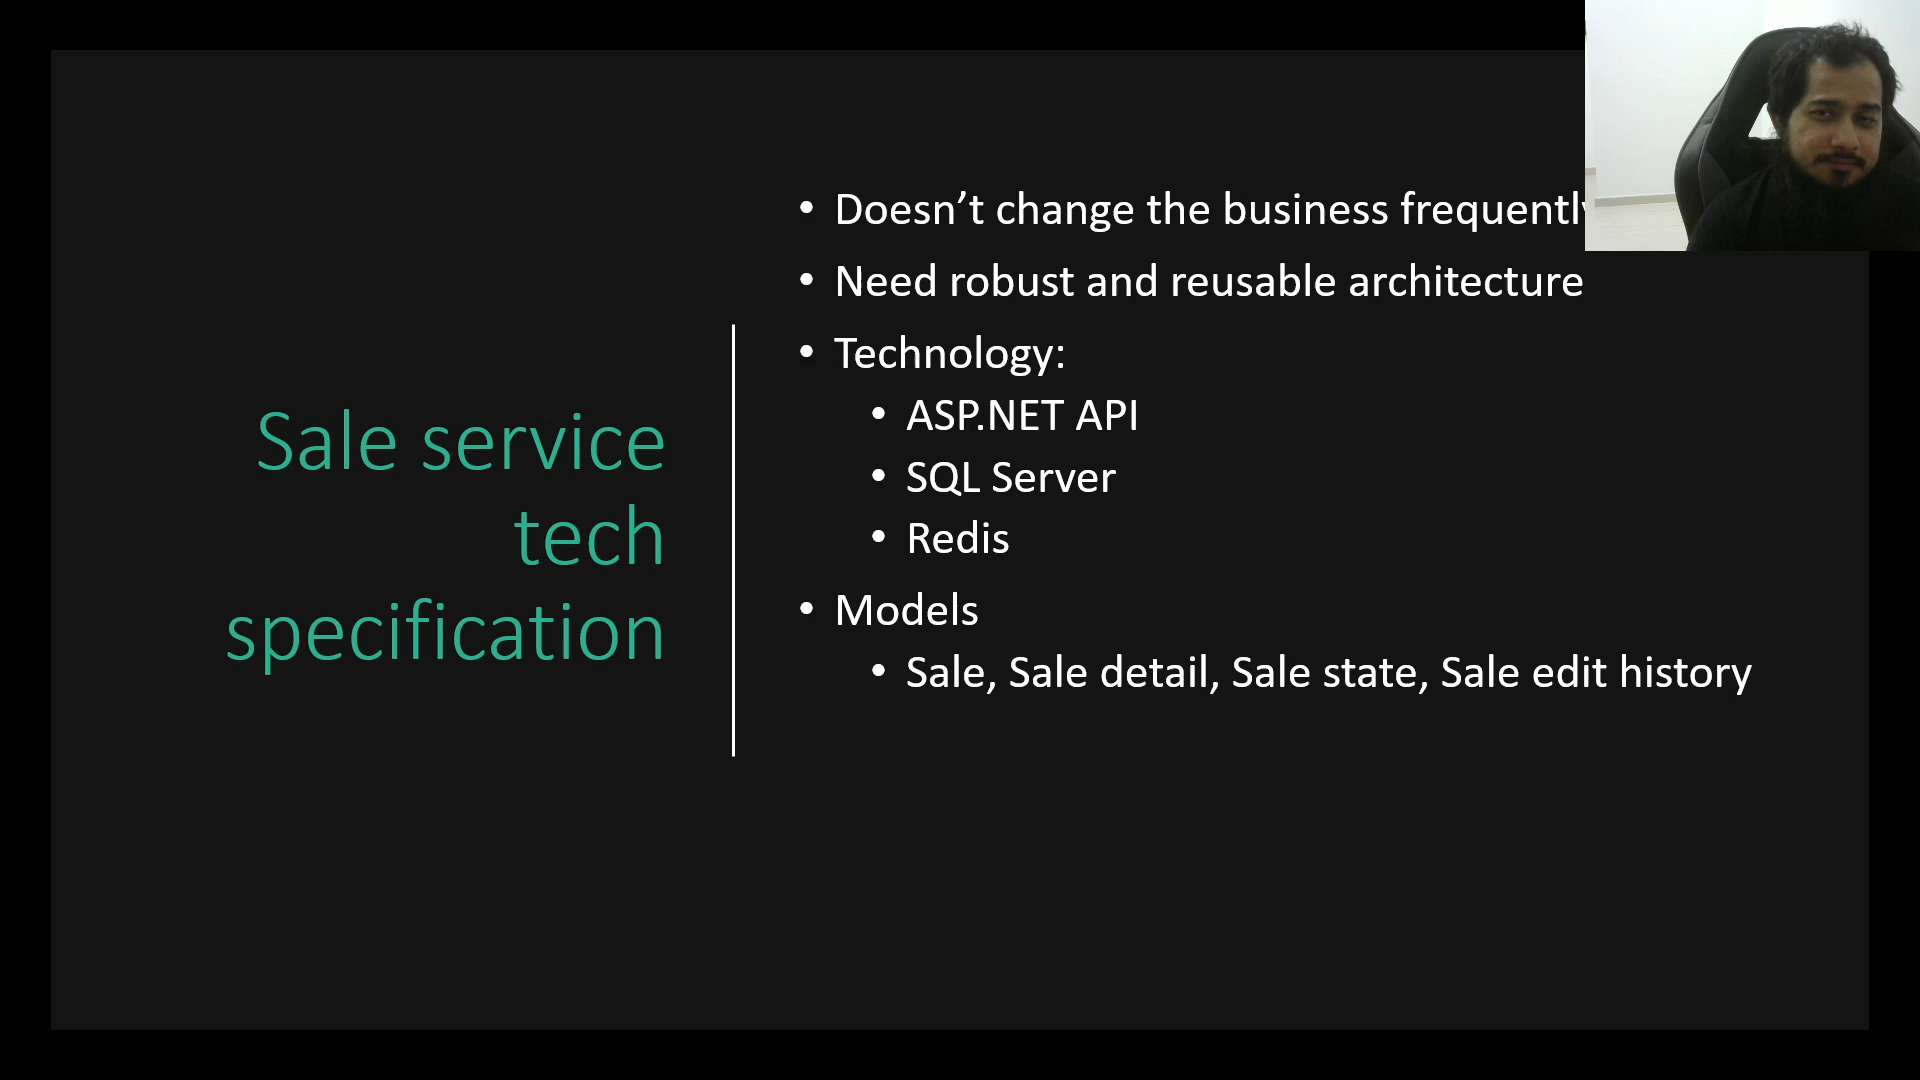 Sale service
tech
specification
• Doesn’t change the business frequently
• Need robust and reusable architecture
• Technology:
• ASP.NET API
• SQL Server
• Redis
• Models
• Sale, Sale detail, Sale state, Sale edit history